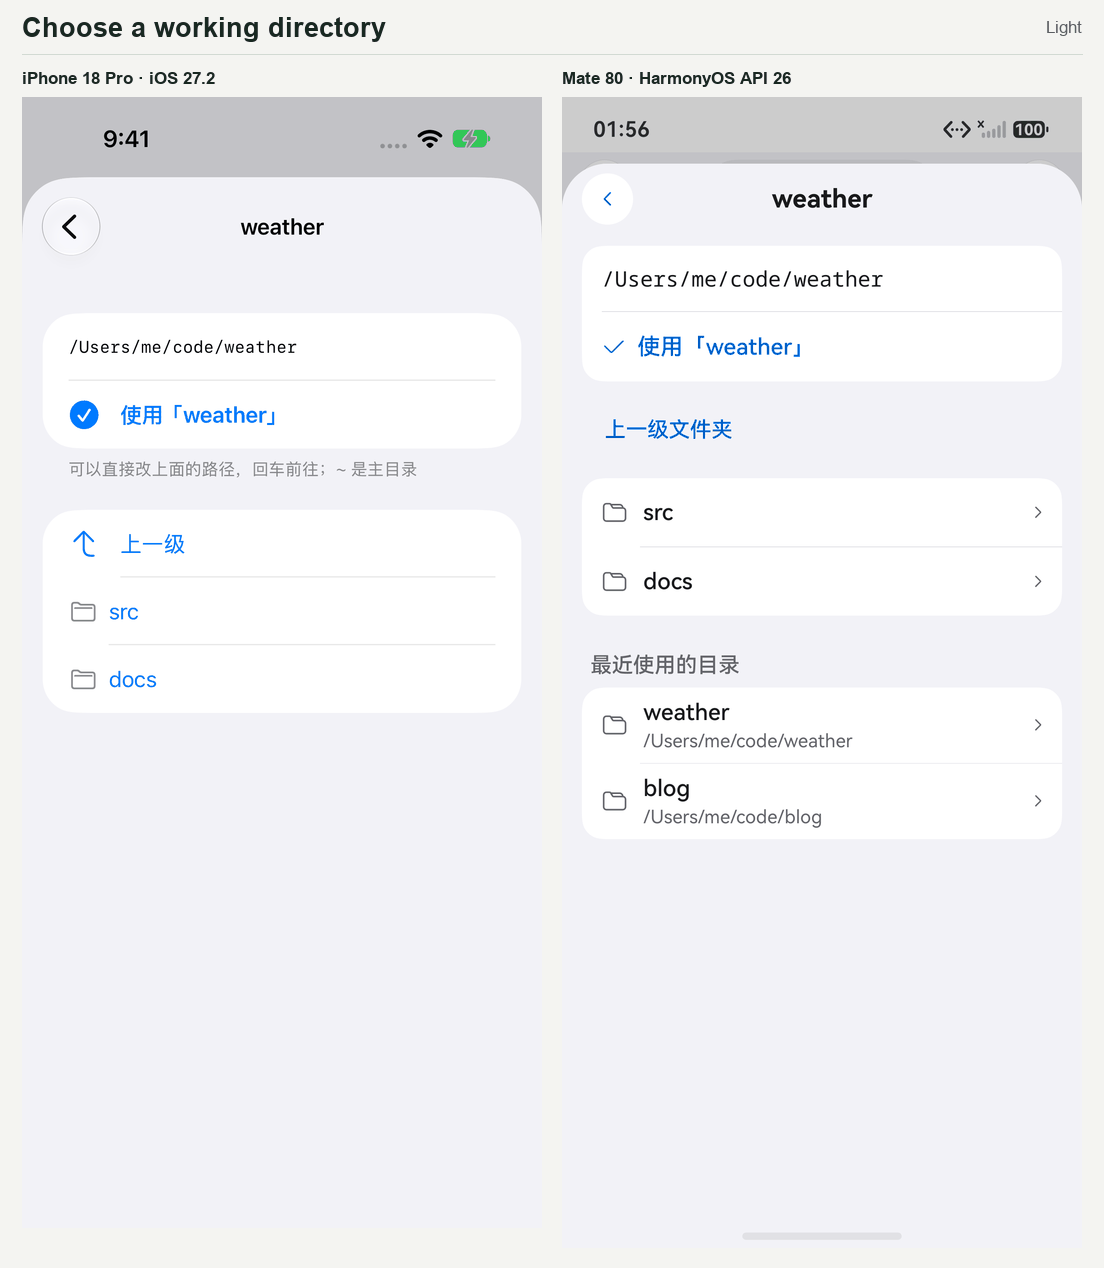 Choose a working directory
Light
iPhone 18 Pro · iOS 27.2
9:41
weather
/Users/me/code/weather
使用「weather」
可以直接改上面的路径，回车前往；~ 是主目录
上一级
src
docs
Mate 80 · HarmonyOS API 26
01:56
100
weather
/Users/me/code/weather
使用「weather」
上一级文件夹
src
docs
最近使用的目录
weather
/Users/me/code/weather
blog
/Users/me/code/blog